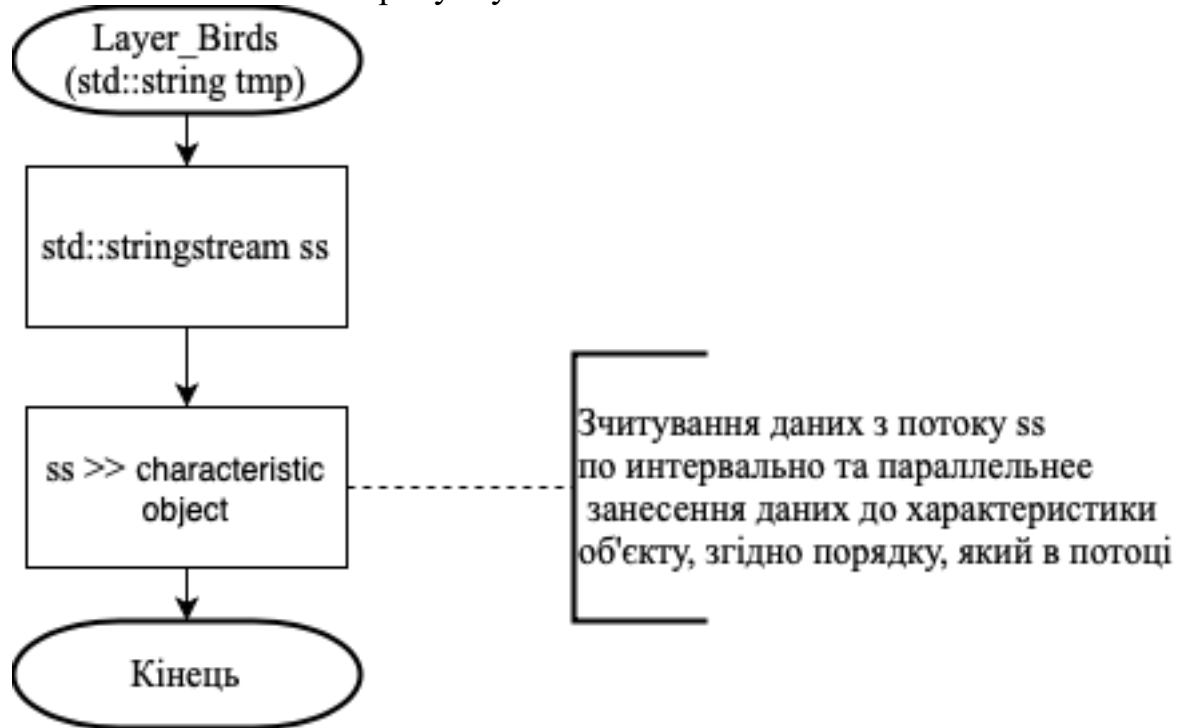 Layer_Birds
(std::string tmp)
std::stringstream ss
ss >> characteristic
object
Зчитування даних з потоку ss
по интервально та параллельнее
занесення даних до характеристики
об'єкту, згідно порядку, який в потоці
Кінець